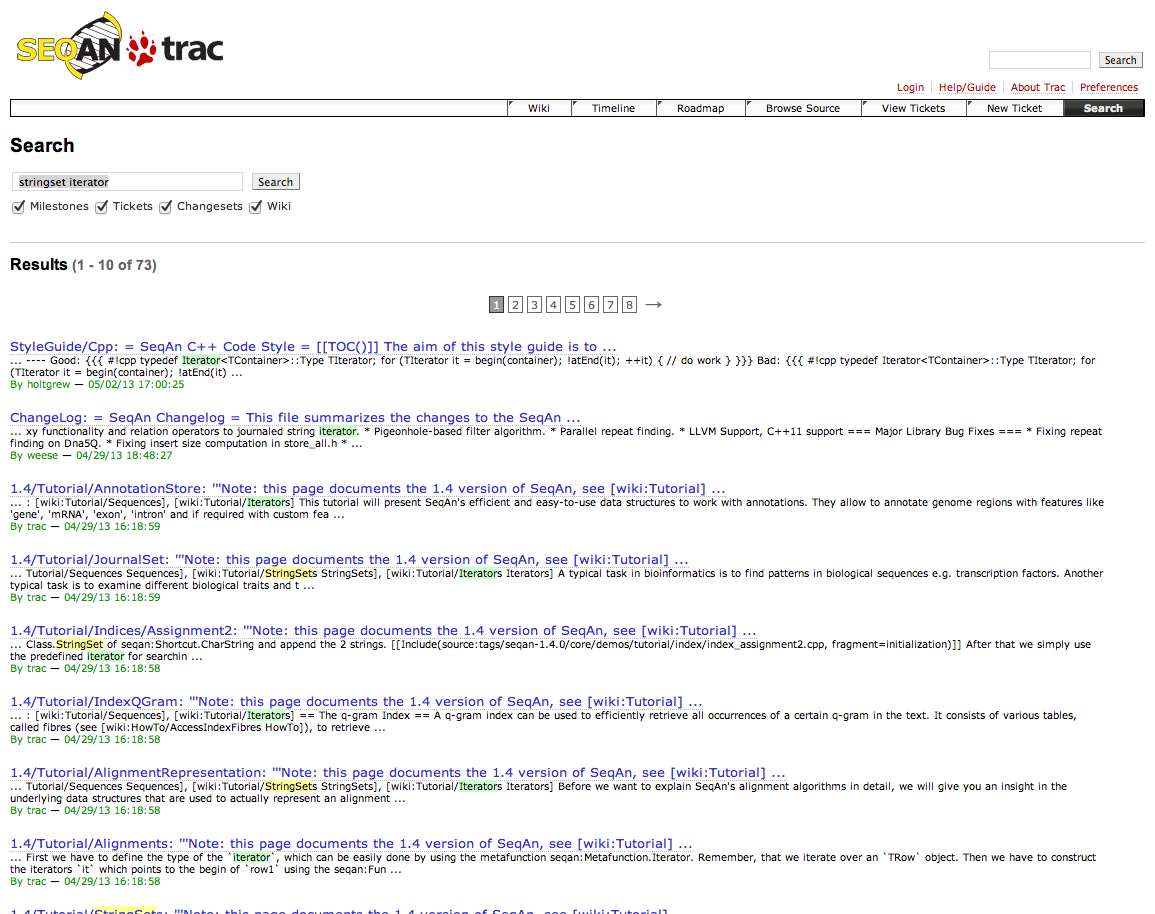 SEQAN trac
Search
Login Help/Guide About Trac Preferences
Wiki Timeline Roadmap Browse Source View Tickets New Ticket Search
Search
stringset iterator Search
Milestones Tickets Changesets Wiki
Results (1 - 10 of 73)
1 2 3 4 5 6 7 8 →
StyleGuide/Cpp: = SeqAn C++ Code Style = [[TOC()]] The aim of this style guide is to ...
... ---- Good: {{{ #!cpp typedef Iterator<TContainer>::Type TIterator; for (TIterator it = begin(container); !atEnd(it); ++it) { // do work } }}} Bad: {{{ #!cpp typedef Iterator<TContainer>::Type TIterator; for
(TIterator it = begin(container); !atEnd(it) ...
By holtgrew — 05/02/13 17:00:25
ChangeLog: = SeqAn Changelog = This file summarizes the changes to the SeqAn ...
... xy functionality and relation operators to journaled string iterator. * Pigeonhole-based filter algorithm. * Parallel repeat finding. * LLVM Support, C++11 support === Major Library Bug Fixes === * Fixing repeat
finding on Dna5Q. * Fixing insert size computation in store_all.h * ...
By weese — 04/29/13 18:48:27
1.4/Tutorial/AnnotationStore: '''Note: this page documents the 1.4 version of SeqAn, see [wiki:Tutorial] ...
... : [wiki:Tutorial/Sequences], [wiki:Tutorial/Iterators] This tutorial will present SeqAn's efficient and easy-to-use data structures to work with annotations. They allow to annotate genome regions with features like
'gene', 'mRNA', 'exon', 'intron' and if required with custom fea ...
By trac — 04/29/13 16:18:59
1.4/Tutorial/JournalSet: '''Note: this page documents the 1.4 version of SeqAn, see [wiki:Tutorial] ...
... Tutorial/Sequences Sequences], [wiki:Tutorial/StringSets StringSets], [wiki:Tutorial/Iterators Iterators] A typical task in bioinformatics is to find patterns in biological sequences e.g. transcription factors. Another
typical task is to examine different biological traits and t ...
By trac — 04/29/13 16:18:59
1.4/Tutorial/Indices/Assignment2: '''Note: this page documents the 1.4 version of SeqAn, see [wiki:Tutorial] ...
... Class.StringSet of seqan:Shortcut.CharString and append the 2 strings. [[Include(source:tags/seqan-1.4.0/core/demos/tutorial/index/index_assignment2.cpp, fragment=initialization)]] After that we simply use
the predefined iterator for searchin ...
By trac — 04/29/13 16:18:58
1.4/Tutorial/IndexQGram: '''Note: this page documents the 1.4 version of SeqAn, see [wiki:Tutorial] ...
... : [wiki:Tutorial/Sequences], [wiki:Tutorial/Iterators] == The q-gram Index == A q-gram index can be used to efficiently retrieve all occurrences of a certain q-gram in the text. It consists of various tables,
called fibres (see [wiki:HowTo/AccessIndexFibres HowTo]), to retrieve ...
By trac — 04/29/13 16:18:58
1.4/Tutorial/AlignmentRepresentation: '''Note: this page documents the 1.4 version of SeqAn, see [wiki:Tutorial] ...
... Tutorial/Sequences Sequences], [wiki:Tutorial/StringSets StringSets], [wiki:Tutorial/Iterators Iterators] Before we want to explain SeqAn's alignment algorithms in detail, we will give you an insight in the
underlying data structures that are used to actually represent an alignment ...
By trac — 04/29/13 16:18:58
1.4/Tutorial/Alignments: '''Note: this page documents the 1.4 version of SeqAn, see [wiki:Tutorial] ...
... First we have to define the type of the `iterator`, which can be easily done by using the metafunction seqan:Metafunction.Iterator. Remember, that we iterate over an `TRow` object. Then we have to construct
the iterators `it` which points to the begin of `row1` using the seqan:Fun ...
By trac — 04/29/13 16:18:58
1.4/Tutorial/StringSets: '''Note: this page documents the 1.4 version of SeqAn, see [wiki:Tutorial]